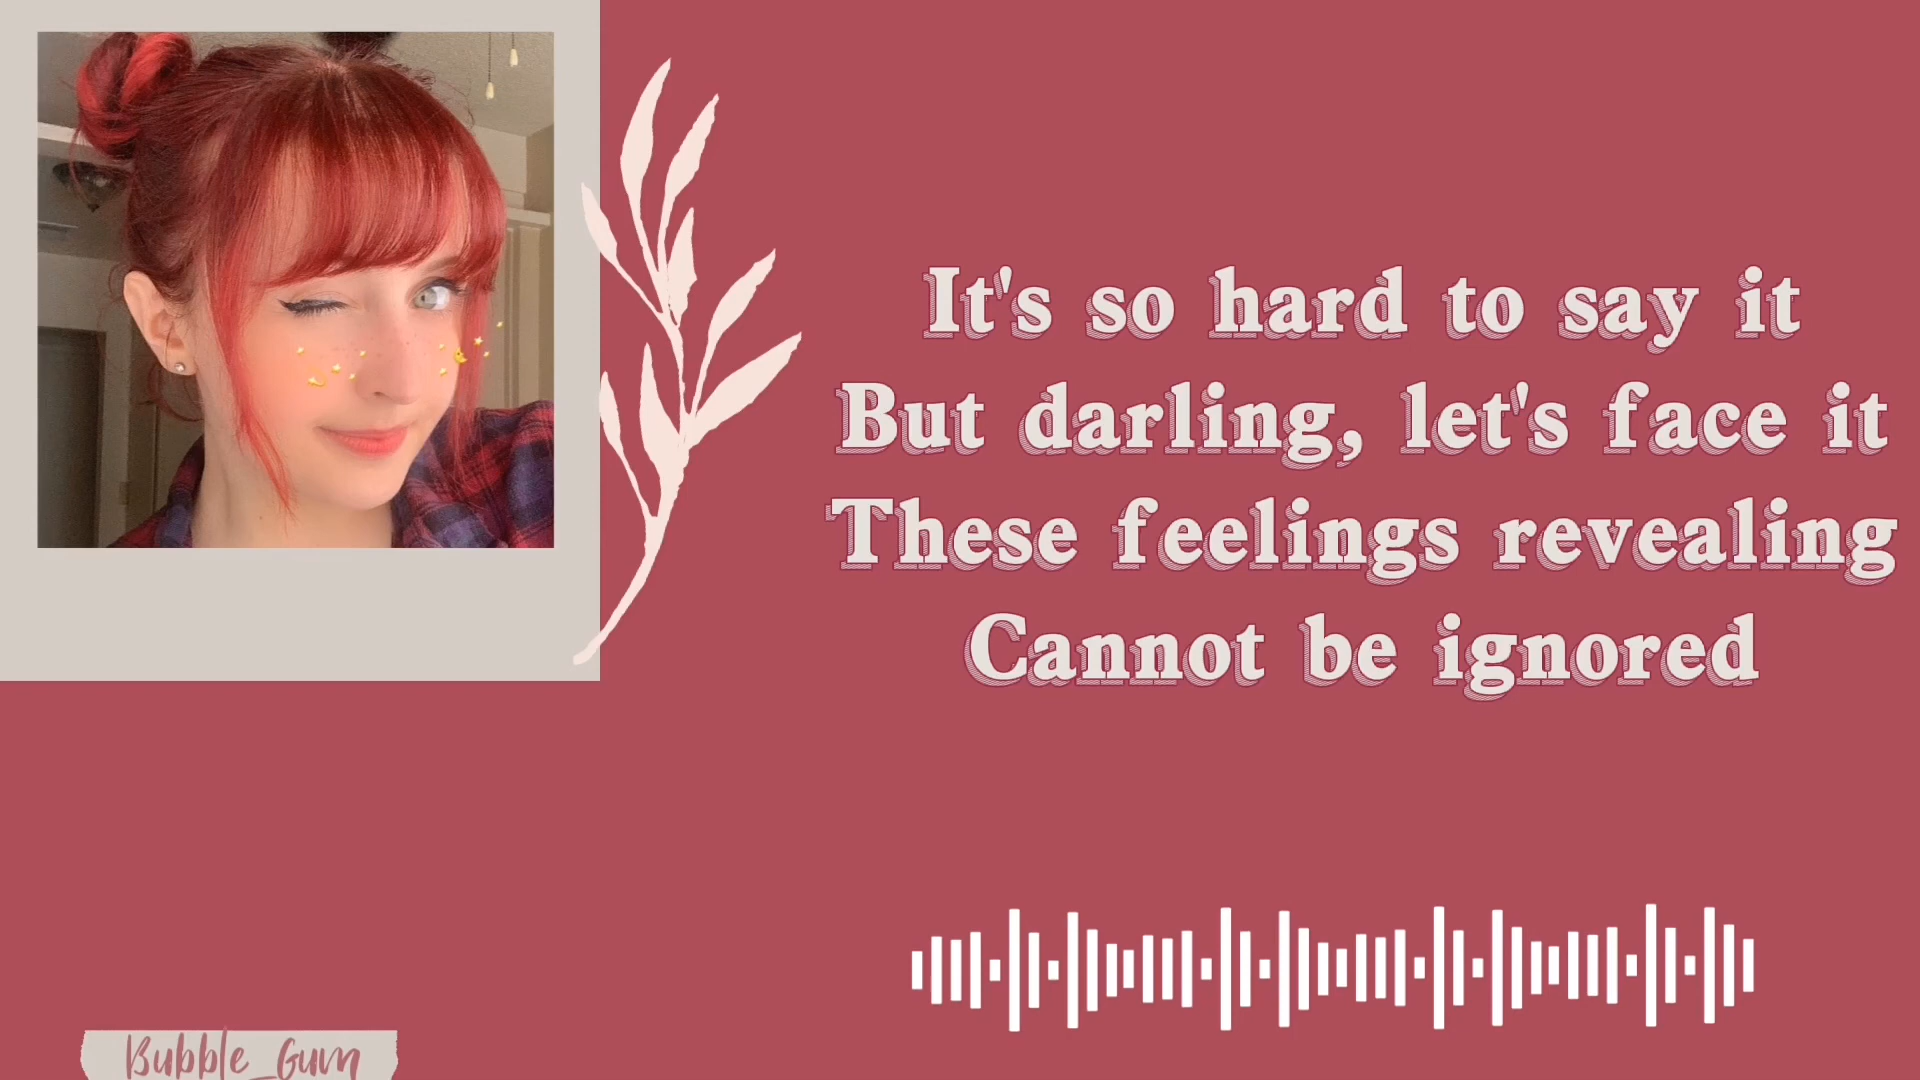 It's so hard to say it
But darling, let's face it
These feelings revealing
Cannot be ignored
Bubble_Gum